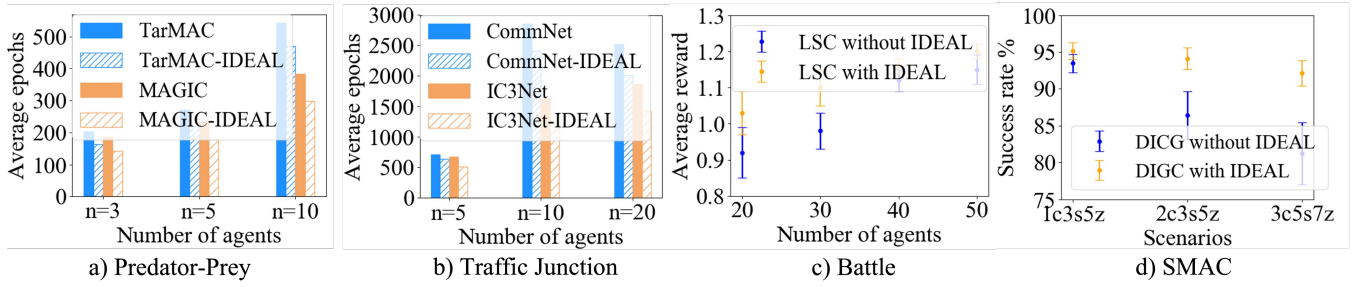 Average epochs
500
400
300
200
100
0
TarMAC
TarMAC-IDEAL
MAGIC
MAGIC-IDEAL
n=3 n=5 n=10
Number of agents
a) Predator-Prey
Average epochs
3000
2500
2000
1500
1000
500
0
CommNet
CommNet-IDEAL
IC3Net
IC3Net-IDEAL
n=5 n=10 n=20
Number of agents
b) Traffic Junction
Average reward
1.3
1.2
1.1
1.0
0.9
0.8
LSC without IDEAL
LSC with IDEAL
20 30 40 50
Number of agents
c) Battle
Success rate %
100
95
90
85
80
75
DICG without IDEAL
DIGC with IDEAL
1c3s5z 2c3s5z 3c5s7z
Scenarios
d) SMAC